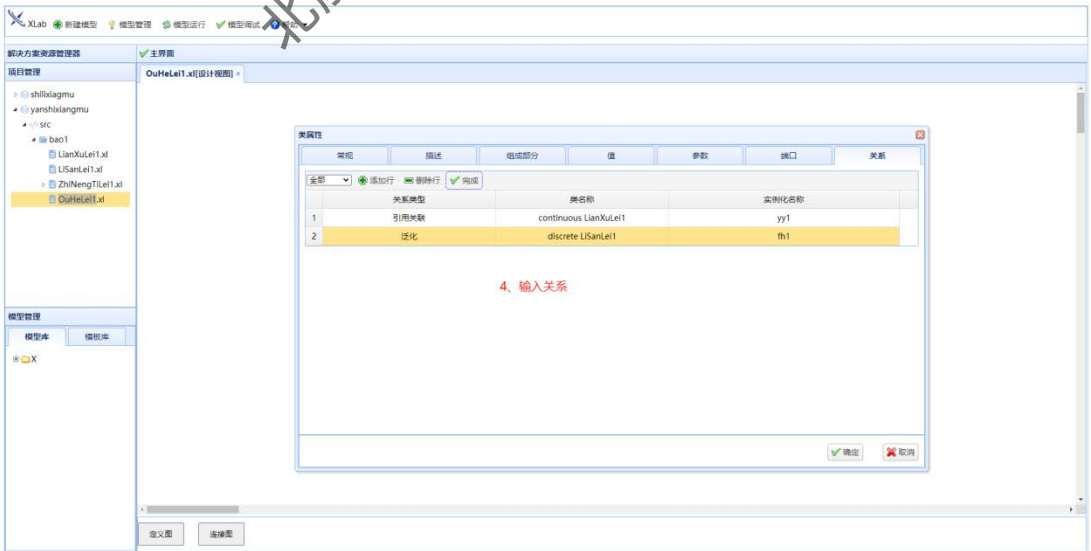 XLab 新建模型 模型管理 模型运行 模型调试 帮助
解决方案资源管理器
主界面
项目管理
OuHeLei1.xl[设计视图]
shilixiagmu
yanshixiangmu
src
bao1
LianXuLei1.xl
LISanLei1.xl
ZhiNengTiLei1.xl
OuHeLei1.xl
类属性
常规 描述 组成部分 值 参数 端口 关系
全部 添加行 删除行 完成
关系类型 类名称 实例化名称
1 引用关联 continuous LianXuLei1 yy1
2 泛化 discrete LiSanLei1 fh1
4、输入关系
确定 取消
模型管理
模型库 模板库
X
定义图 连接图